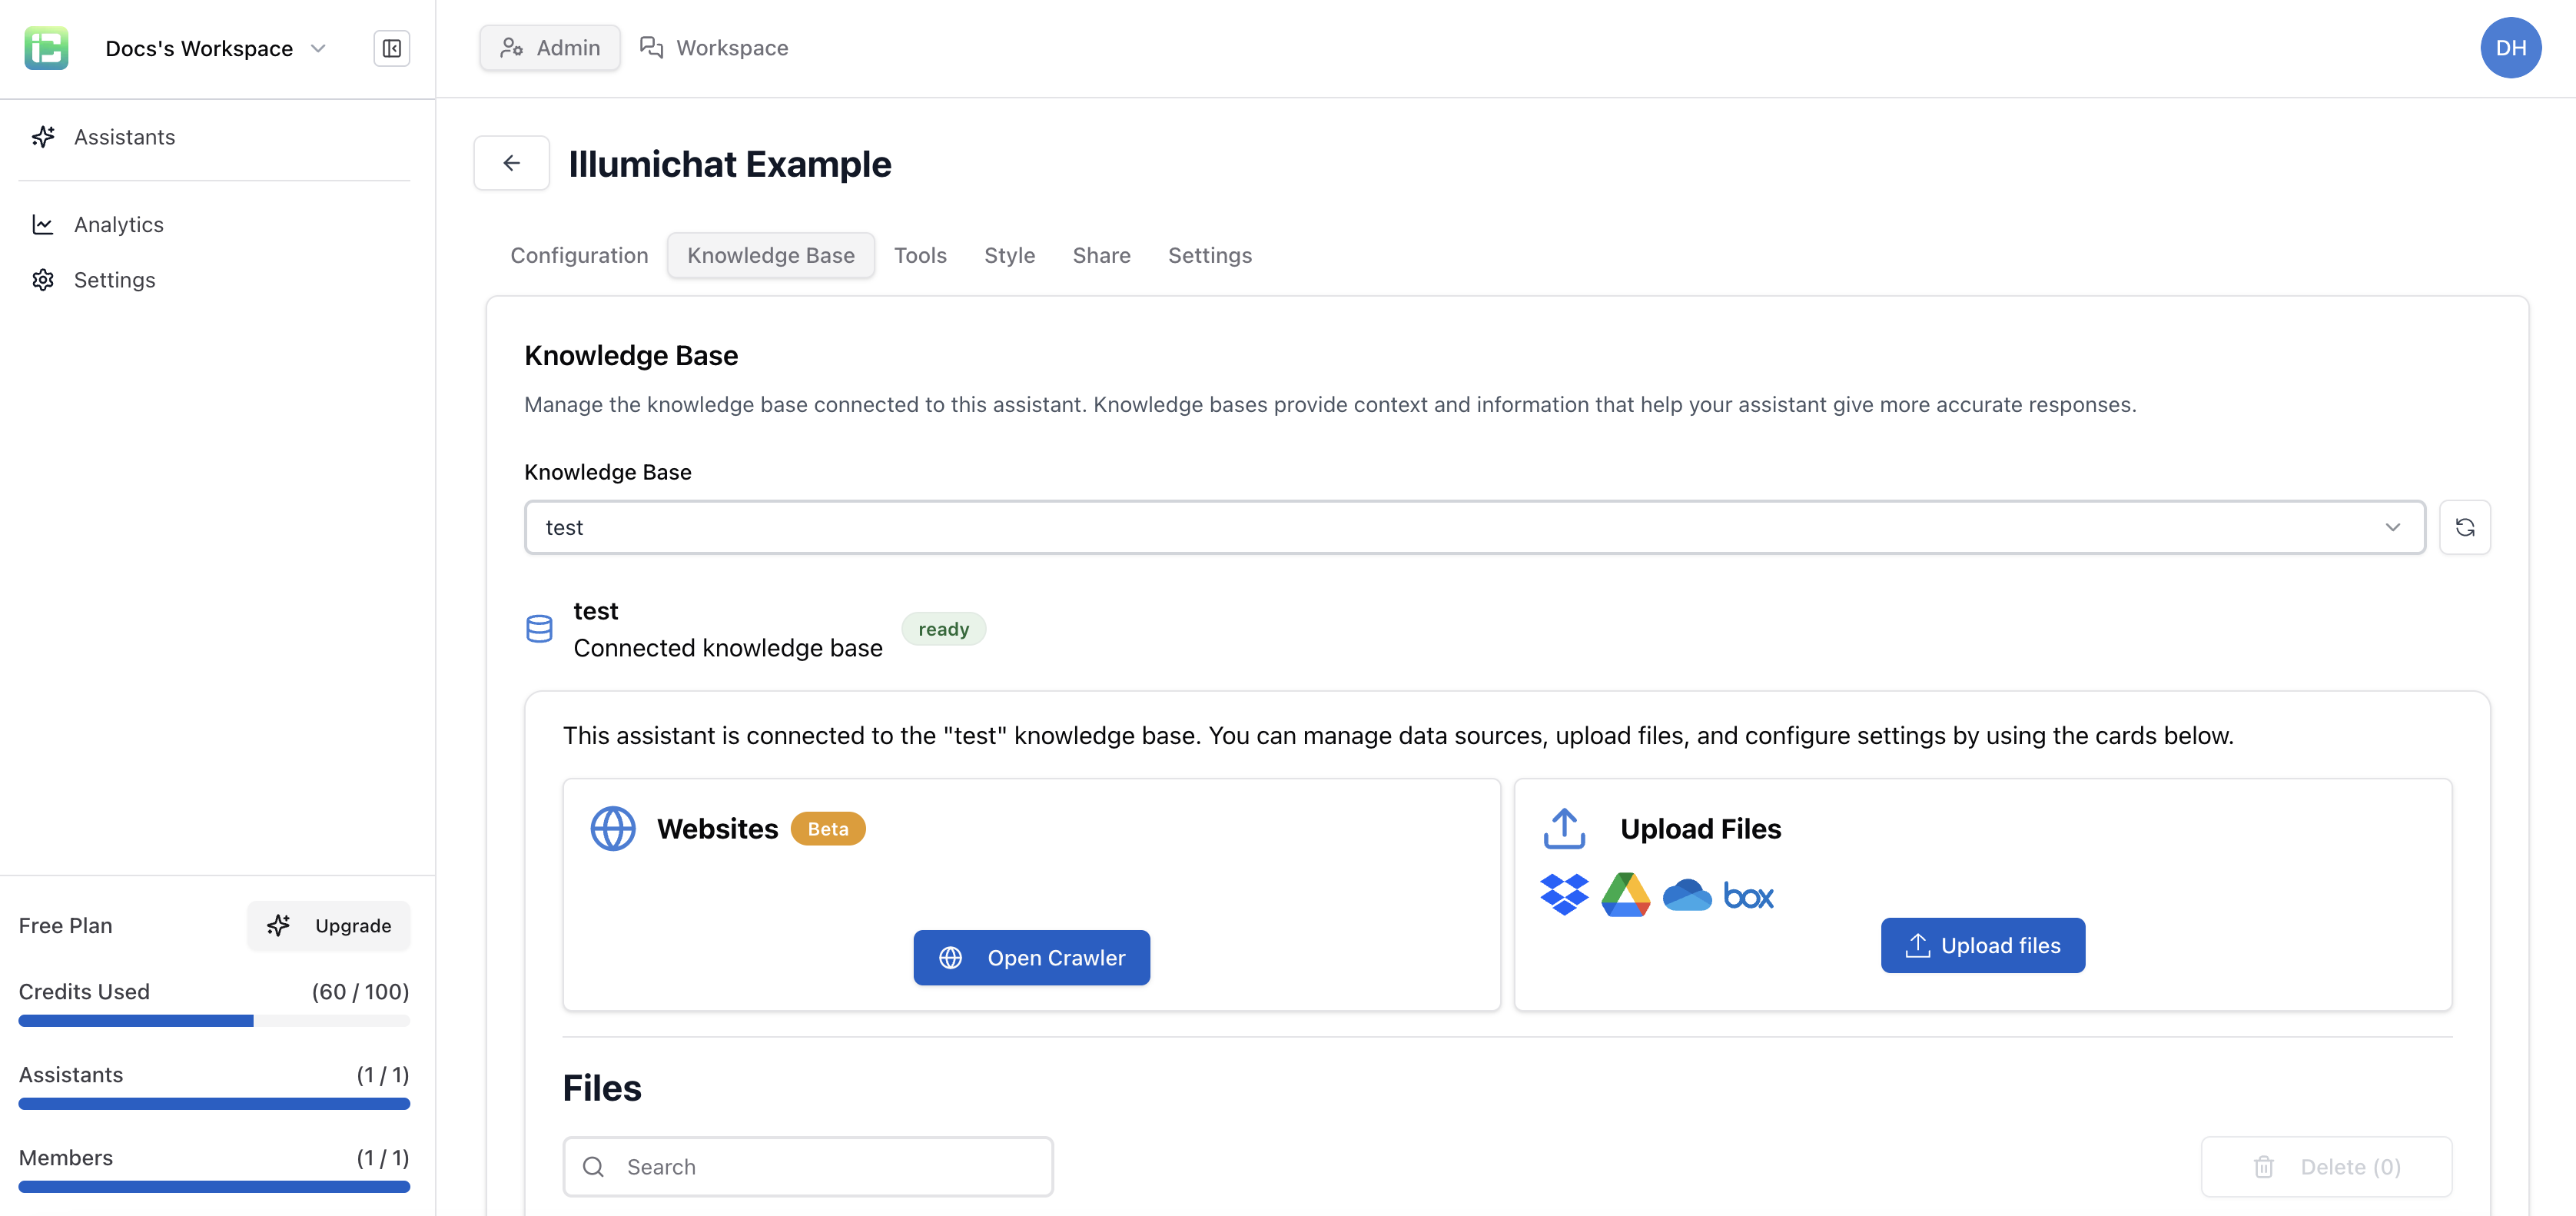 Docs's Workspace
Admin
Workspace
DH
Assistants
Analytics
Settings
Illumichat Example
Configuration
Knowledge Base
Tools
Style
Share
Settings
Knowledge Base
Manage the knowledge base connected to this assistant. Knowledge bases provide context and information that help your assistant give more accurate responses.
Knowledge Base
test
test
Connected knowledge base
ready
This assistant is connected to the "test" knowledge base. You can manage data sources, upload files, and configure settings by using the cards below.
Websites
Beta
Open Crawler
Upload Files
box
Upload files
Files
Search
Delete (0)
Free Plan
Upgrade
Credits Used
(60 / 100)
Assistants
(1 / 1)
Members
(1 / 1)